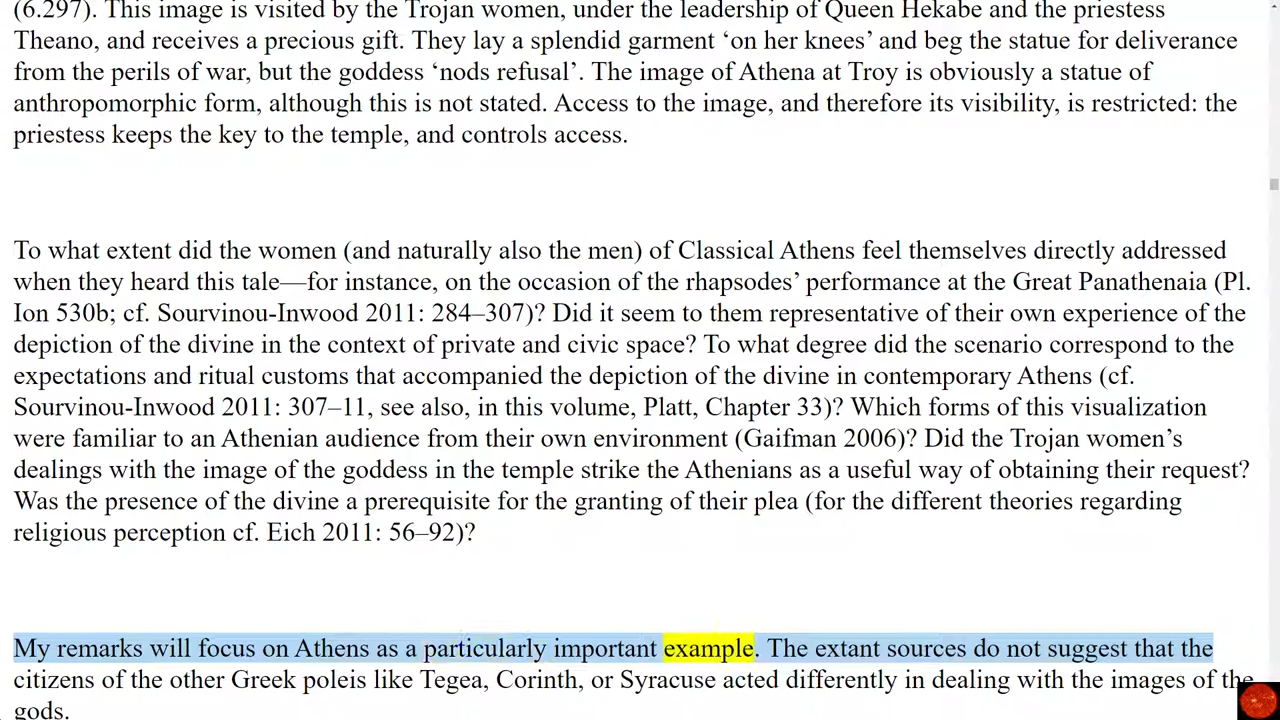 (6.297). This image is visited by the Trojan women, under the leadership of Queen Hekabe and the priestess
Theano, and receives a precious gift. They lay a splendid garment ‘on her knees’ and beg the statue for deliverance
from the perils of war, but the goddess ‘nods refusal’. The image of Athena at Troy is obviously a statue of
anthropomorphic form, although this is not stated. Access to the image, and therefore its visibility, is restricted: the
priestess keeps the key to the temple, and controls access.
To what extent did the women (and naturally also the men) of Classical Athens feel themselves directly addressed
when they heard this tale—for instance, on the occasion of the rhapsodes’ performance at the Great Panathenaia (Pl.
Ion 530b; cf. Sourvinou-Inwood 2011: 284–307)? Did it seem to them representative of their own experience of the
depiction of the divine in the context of private and civic space? To what degree did the scenario correspond to the
expectations and ritual customs that accompanied the depiction of the divine in contemporary Athens (cf.
Sourvinou-Inwood 2011: 307–11, see also, in this volume, Platt, Chapter 33)? Which forms of this visualization
were familiar to an Athenian audience from their own environment (Gaifman 2006)? Did the Trojan women’s
dealings with the image of the goddess in the temple strike the Athenians as a useful way of obtaining their request?
Was the presence of the divine a prerequisite for the granting of their plea (for the different theories regarding
religious perception cf. Eich 2011: 56–92)?
My remarks will focus on Athens as a particularly important example. The extant sources do not suggest that the
citizens of the other Greek poleis like Tegea, Corinth, or Syracuse acted differently in dealing with the images of the
gods.